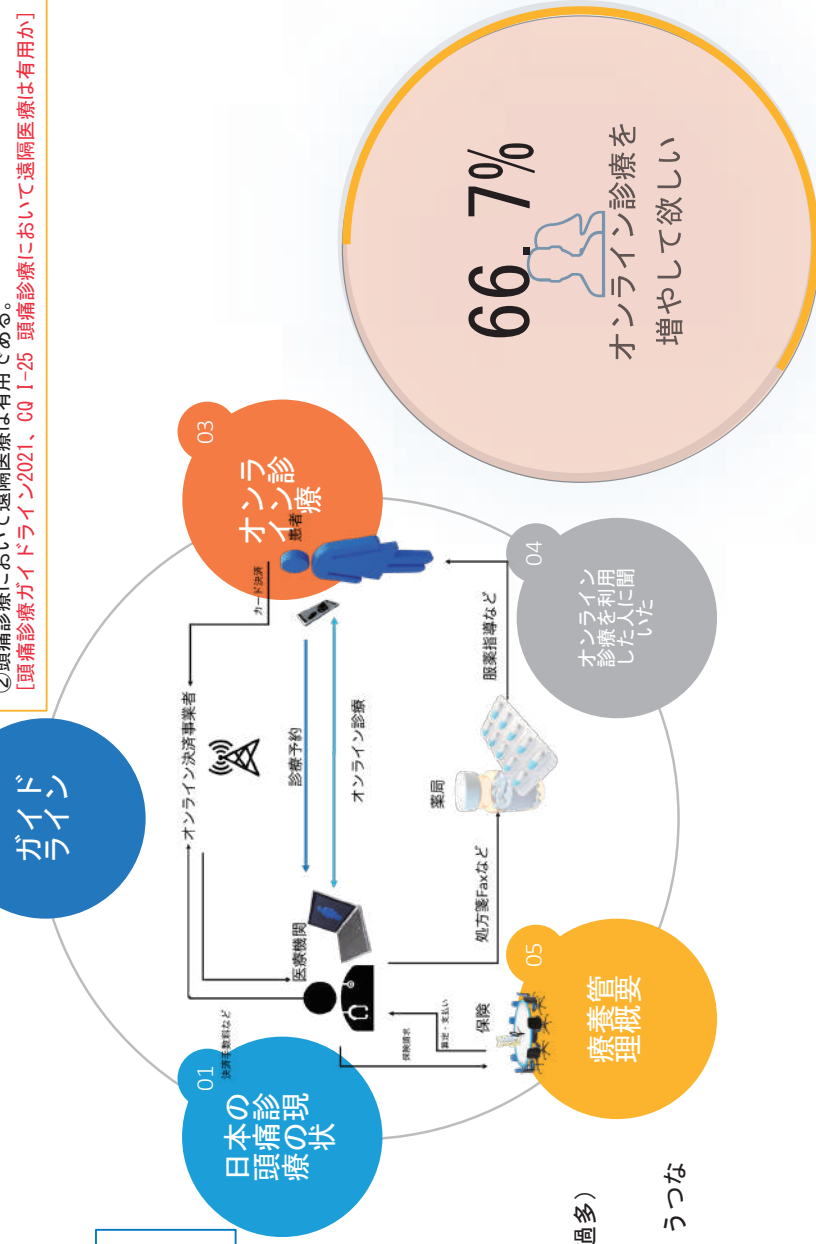 ②頭痛診療において遠隔医療は有用である。
[頭痛診療ガイドライン2021、CQ I-25 頭痛診療において遠隔医療は有用か]
ガイド
ライン
01
日本の
頭痛診
療の現
状
03
オンラ
イン診
療
患者
カード決済
オンライン決済事業者
決済手数料など
診療予約
オンライン診療
医療機関
保険請求
算定・支払い
保険
処方箋Faxなど
薬局
服薬指導など
04
オンライン
診療を利用
した人に聞
いた
05
療養管
理概要
66.7%
オンライン診療を
増やして欲しい
過多）
うつな